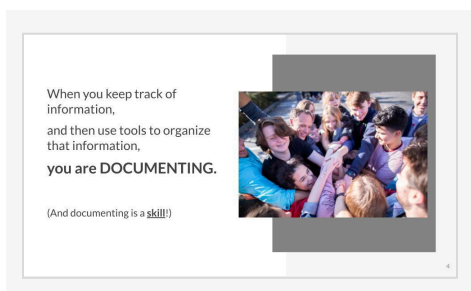 When you keep track of
information,
and then use tools to organize
that information,
you are DOCUMENTING.
(And documenting is a skill!)
4